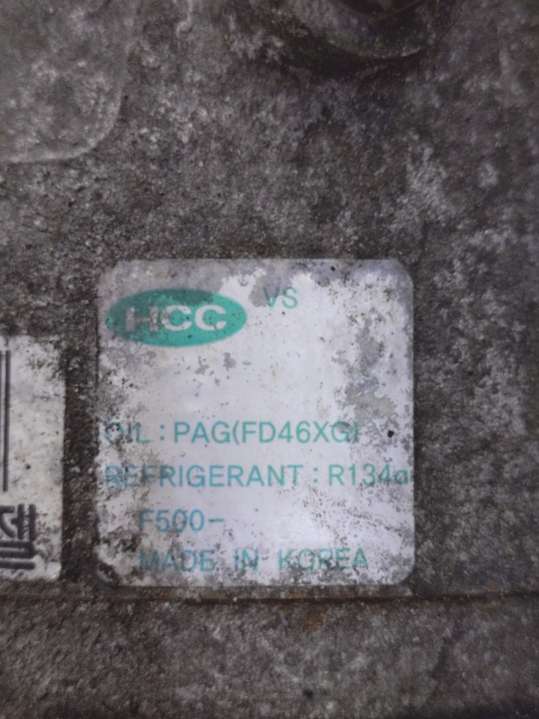 HCC VS
OIL : PAG(FD46XG)
REFRIGERANT : R134a
F500-
MADE IN KOREA